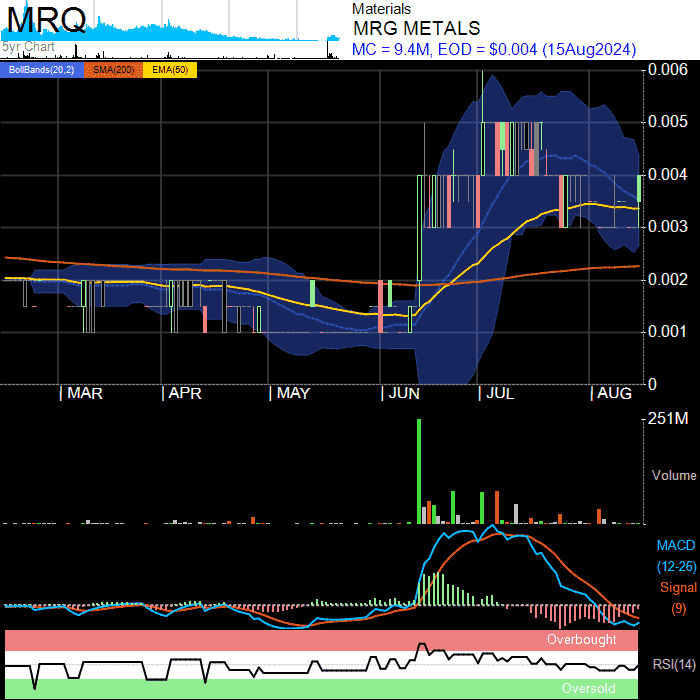 MRQ
5yr Chart
Materials
MRG METALS
MC = 9.4M, EOD = $0.004 (15Aug2024)
BollBands(20,2) SMA(200) EMA(50)
0.006
0.005
0.004
0.003
0.002
0.001
0
MAR APR MAY JUN JUL AUG
251M
Volume
MACD
(12-26)
Signal
(9)
Overbought
RSI(14)
Oversold